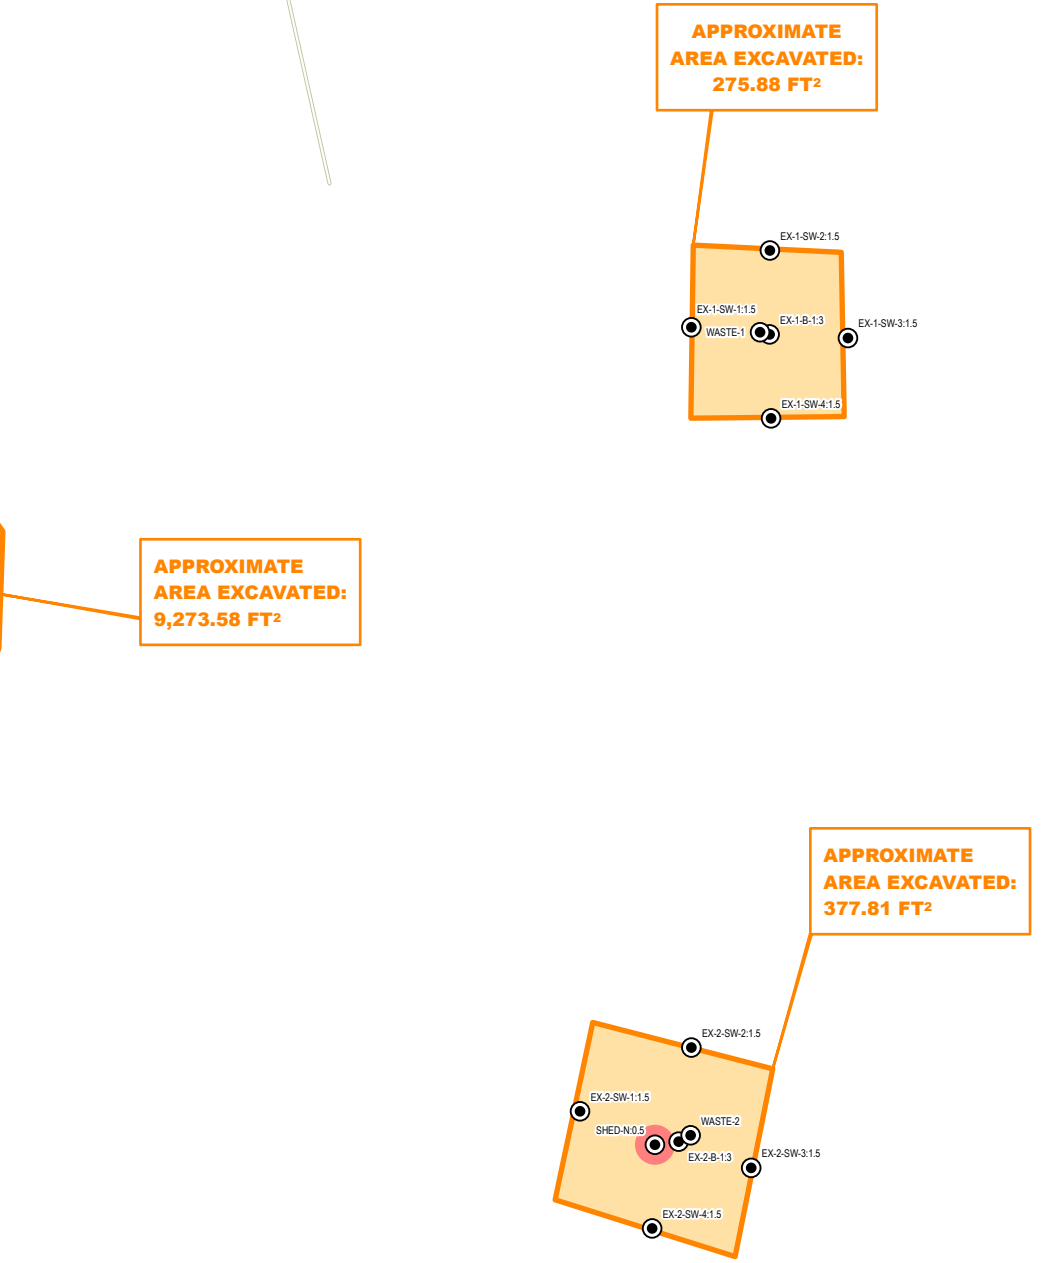 APPROXIMATE
AREA EXCAVATED:
275.88 FT²
EX-1-SW-2:1.5
EX-1-SW-1:1.5
WASTE-1
EX-1-B-1:3
EX-1-SW-3:1.5
EX-1-SW-4:1.5
APPROXIMATE
AREA EXCAVATED:
9,273.58 FT²
APPROXIMATE
AREA EXCAVATED:
377.81 FT²
EX-2-SW-2:1.5
EX-2-SW-1:1.5
SHED-N:0.5
WASTE-2
EX-2-B-1:3
EX-2-SW-3:1.5
EX-2-SW-4:1.5